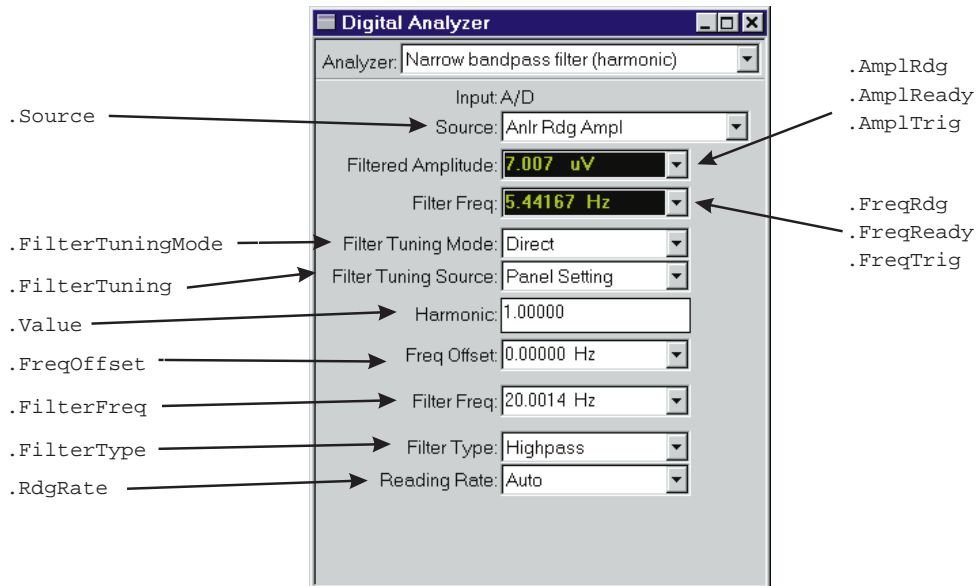 Digital Analyzer
Analyzer: Narrow bandpass filter (harmonic)
Input: A/D
.Source
Source: Anlr Rdg Ampl
.AmplRdg
.AmplReady
.AmplTrig
Filtered Amplitude: 7.007 uV
Filter Freq: 5.44167 Hz
.FreqRdg
.FreqReady
.FreqTrig
.FilterTuningMode
Filter Tuning Mode: Direct
.FilterTuning
Filter Tuning Source: Panel Setting
.Value
Harmonic: 1.00000
.FreqOffset
Freq Offset: 0.00000 Hz
.FilterFreq
Filter Freq: 20.0014 Hz
.FilterType
Filter Type: Highpass
.RdgRate
Reading Rate: Auto